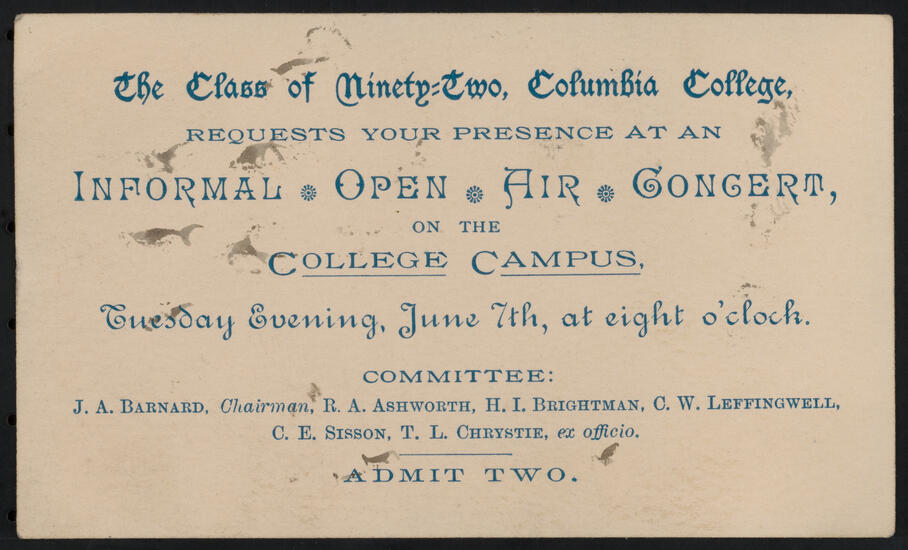 The Class of Ninety=Two, Columbia College,
REQUESTS YOUR PRESENCE AT AN
INFORMAL OPEN AIR CONCERT,
ON THE
COLLEGE CAMPUS,
Tuesday Evening, June 7th, at eight o'clock.
COMMITTEE:
J. A. BARNARD, Chairman, R. A. ASHWORTH, H. I. BRIGHTMAN, C. W. LEFFINGWELL,
C. E. SISSON, T. L. CHRYSTIE, ex officio.
ADMIT TWO.